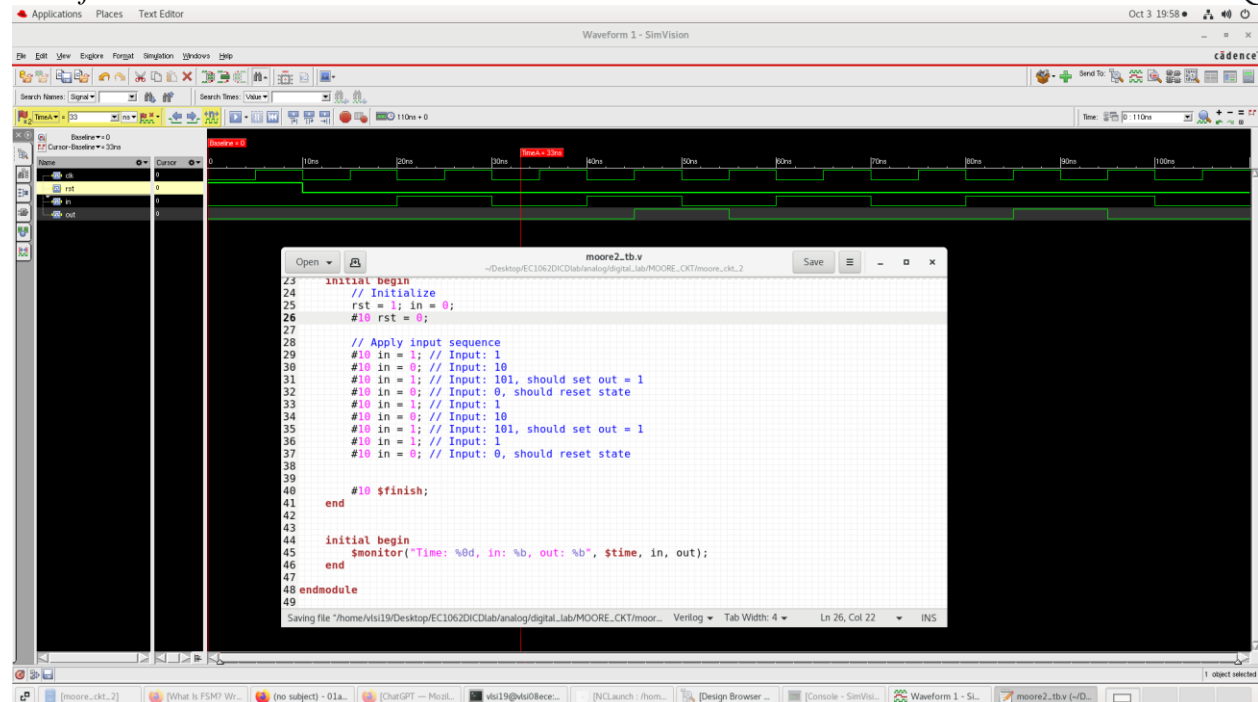 Applications Places Text Editor Oct 3 19:58
Waveform 1 - SimVision
File Edit View Explore Format Simulation Windows Help cādence
Send To:
Search Names: Signal Search Times: Value
TimeA = 33 ns 110ns + 0 Time: 0 : 110ns
Baseline = 0
Cursor-Baseline = 33ns
Baseline = 0
TimeA = 33ns
Name Cursor 0 10ns 20ns 30ns 40ns 50ns 60ns 70ns 80ns 90ns 100ns
clk 0
rst 0
in 0
out 0
Open moore2_tb.v Save
~/Desktop/EC1062DICDlab/analog/digital_lab/MOORE_CKT/moore_ckt_2
23 initial begin
24 // Initialize
25 rst = 1; in = 0;
26 #10 rst = 0;
27
28 // Apply input sequence
29 #10 in = 1; // Input: 1
30 #10 in = 0; // Input: 10
31 #10 in = 1; // Input: 101, should set out = 1
32 #10 in = 0; // Input: 0, should reset state
33 #10 in = 1; // Input: 1
34 #10 in = 0; // Input: 10
35 #10 in = 1; // Input: 101, should set out = 1
36 #10 in = 1; // Input: 1
37 #10 in = 0; // Input: 0, should reset state
38
39
40 #10 $finish;
41 end
42
43
44 initial begin
45 $monitor("Time: %0d, in: %b, out: %b", $time, in, out);
46 end
47
48 endmodule
49
Saving file "/home/vlsi19/Desktop/EC1062DICDlab/analog/digital_lab/MOORE_CKT/moor... Verilog Tab Width: 4 Ln 26, Col 22 INS
1 object selected
[moore_ckt_2] [What Is FSM? Wr... (no subject) - 01a... [ChatGPT — Mozil... vlsi19@vlsi08ece:... [NCLaunch : /hom... [Design Browser ... [Console - SimVisi... Waveform 1 - Si... moore2_tb.v (~/D...